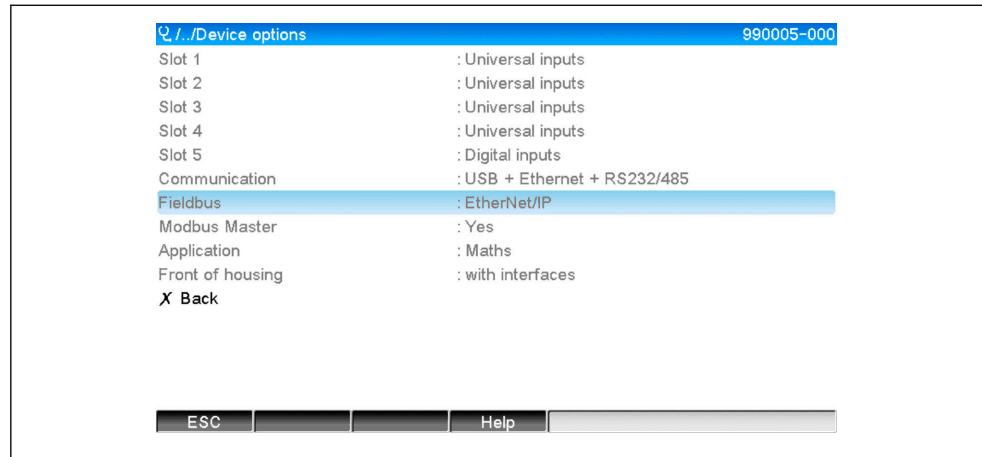 /../Device options 990005-000
Slot 1 : Universal inputs
Slot 2 : Universal inputs
Slot 3 : Universal inputs
Slot 4 : Universal inputs
Slot 5 : Digital inputs
Communication : USB + Ethernet + RS232/485
Fieldbus : EtherNet/IP
Modbus Master : Yes
Application : Maths
Front of housing : with interfaces
X Back
ESC Help